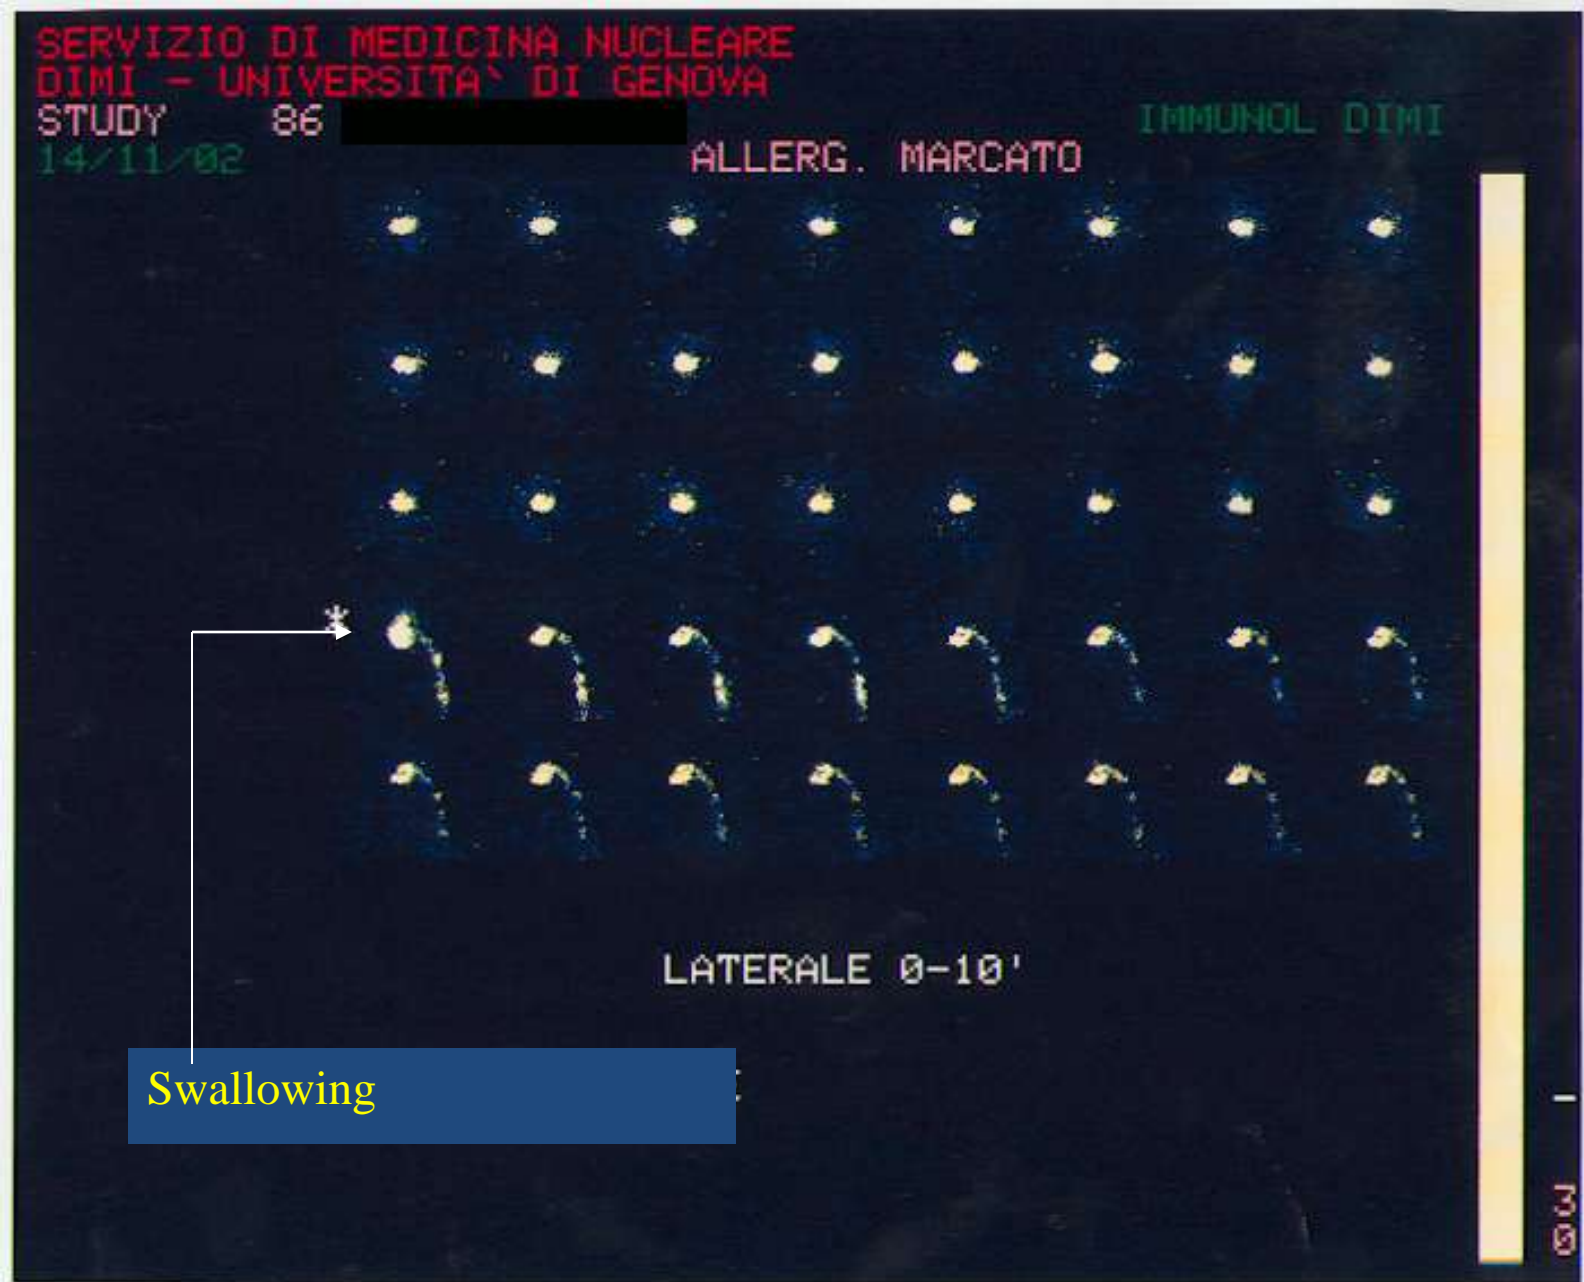 SERVIZIO DI MEDICINA NUCLEARE
DIMI - UNIVERSITA` DI GENOVA
STUDY 86
IMMUNOL DIMI
14/11/02
ALLERG. MARCATO
*
LATERALE 0-10'
Swallowing
30